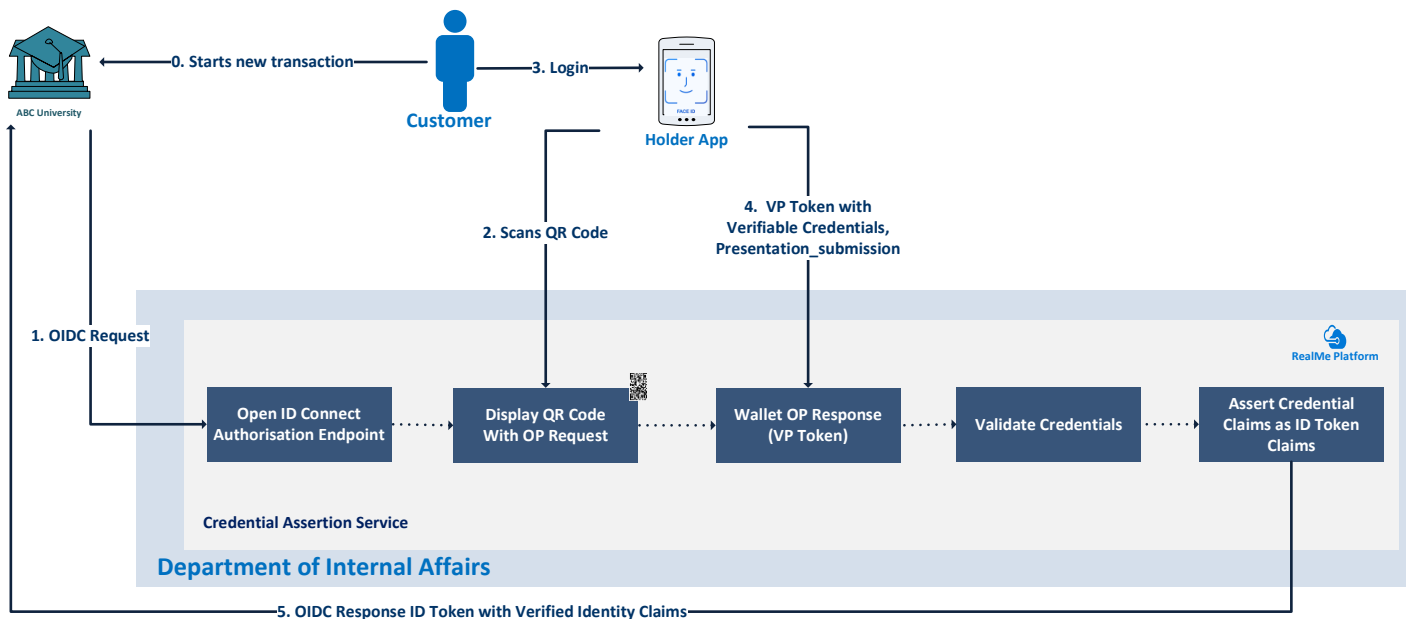 0. Starts new transaction
3. Login
ABC University
Customer
FACE ID
Holder App
4. VP Token with
Verifiable Credentials,
Presentation_submission
2. Scans QR Code
1. OIDC Request
RealMe Platform
Open ID Connect
Authorisation Endpoint
Display QR Code
With OP Request
Wallet OP Response
(VP Token)
Validate Credentials
Assert Credential
Claims as ID Token
Claims
Credential Assertion Service
Department of Internal Affairs
5. OIDC Response ID Token with Verified Identity Claims